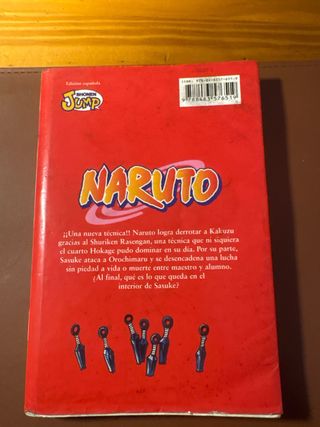 Edición española
SHONEN
JUMP
9 788483 576519
NARUTO
¡¡Una nueva técnica!! Naruto logra derrotar a Kakuzu
gracias al Shuriken Rasengan, una técnica que ni siquiera
el cuarto Hokage pudo dominar en su día. Por su parte,
Sasuke ataca a Orochimaru y se desencadena una lucha
sin piedad a vida o muerte entre maestro y alumno.
¿Al final, qué es lo que queda en el
interior de Sasuke?